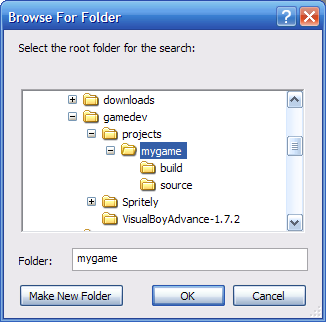 Browse For Folder
Select the root folder for the search:
downloads
gamedev
projects
mygame
build
source
Spritely
VisualBoyAdvance-1.7.2
Folder: mygame
Make New Folder OK Cancel